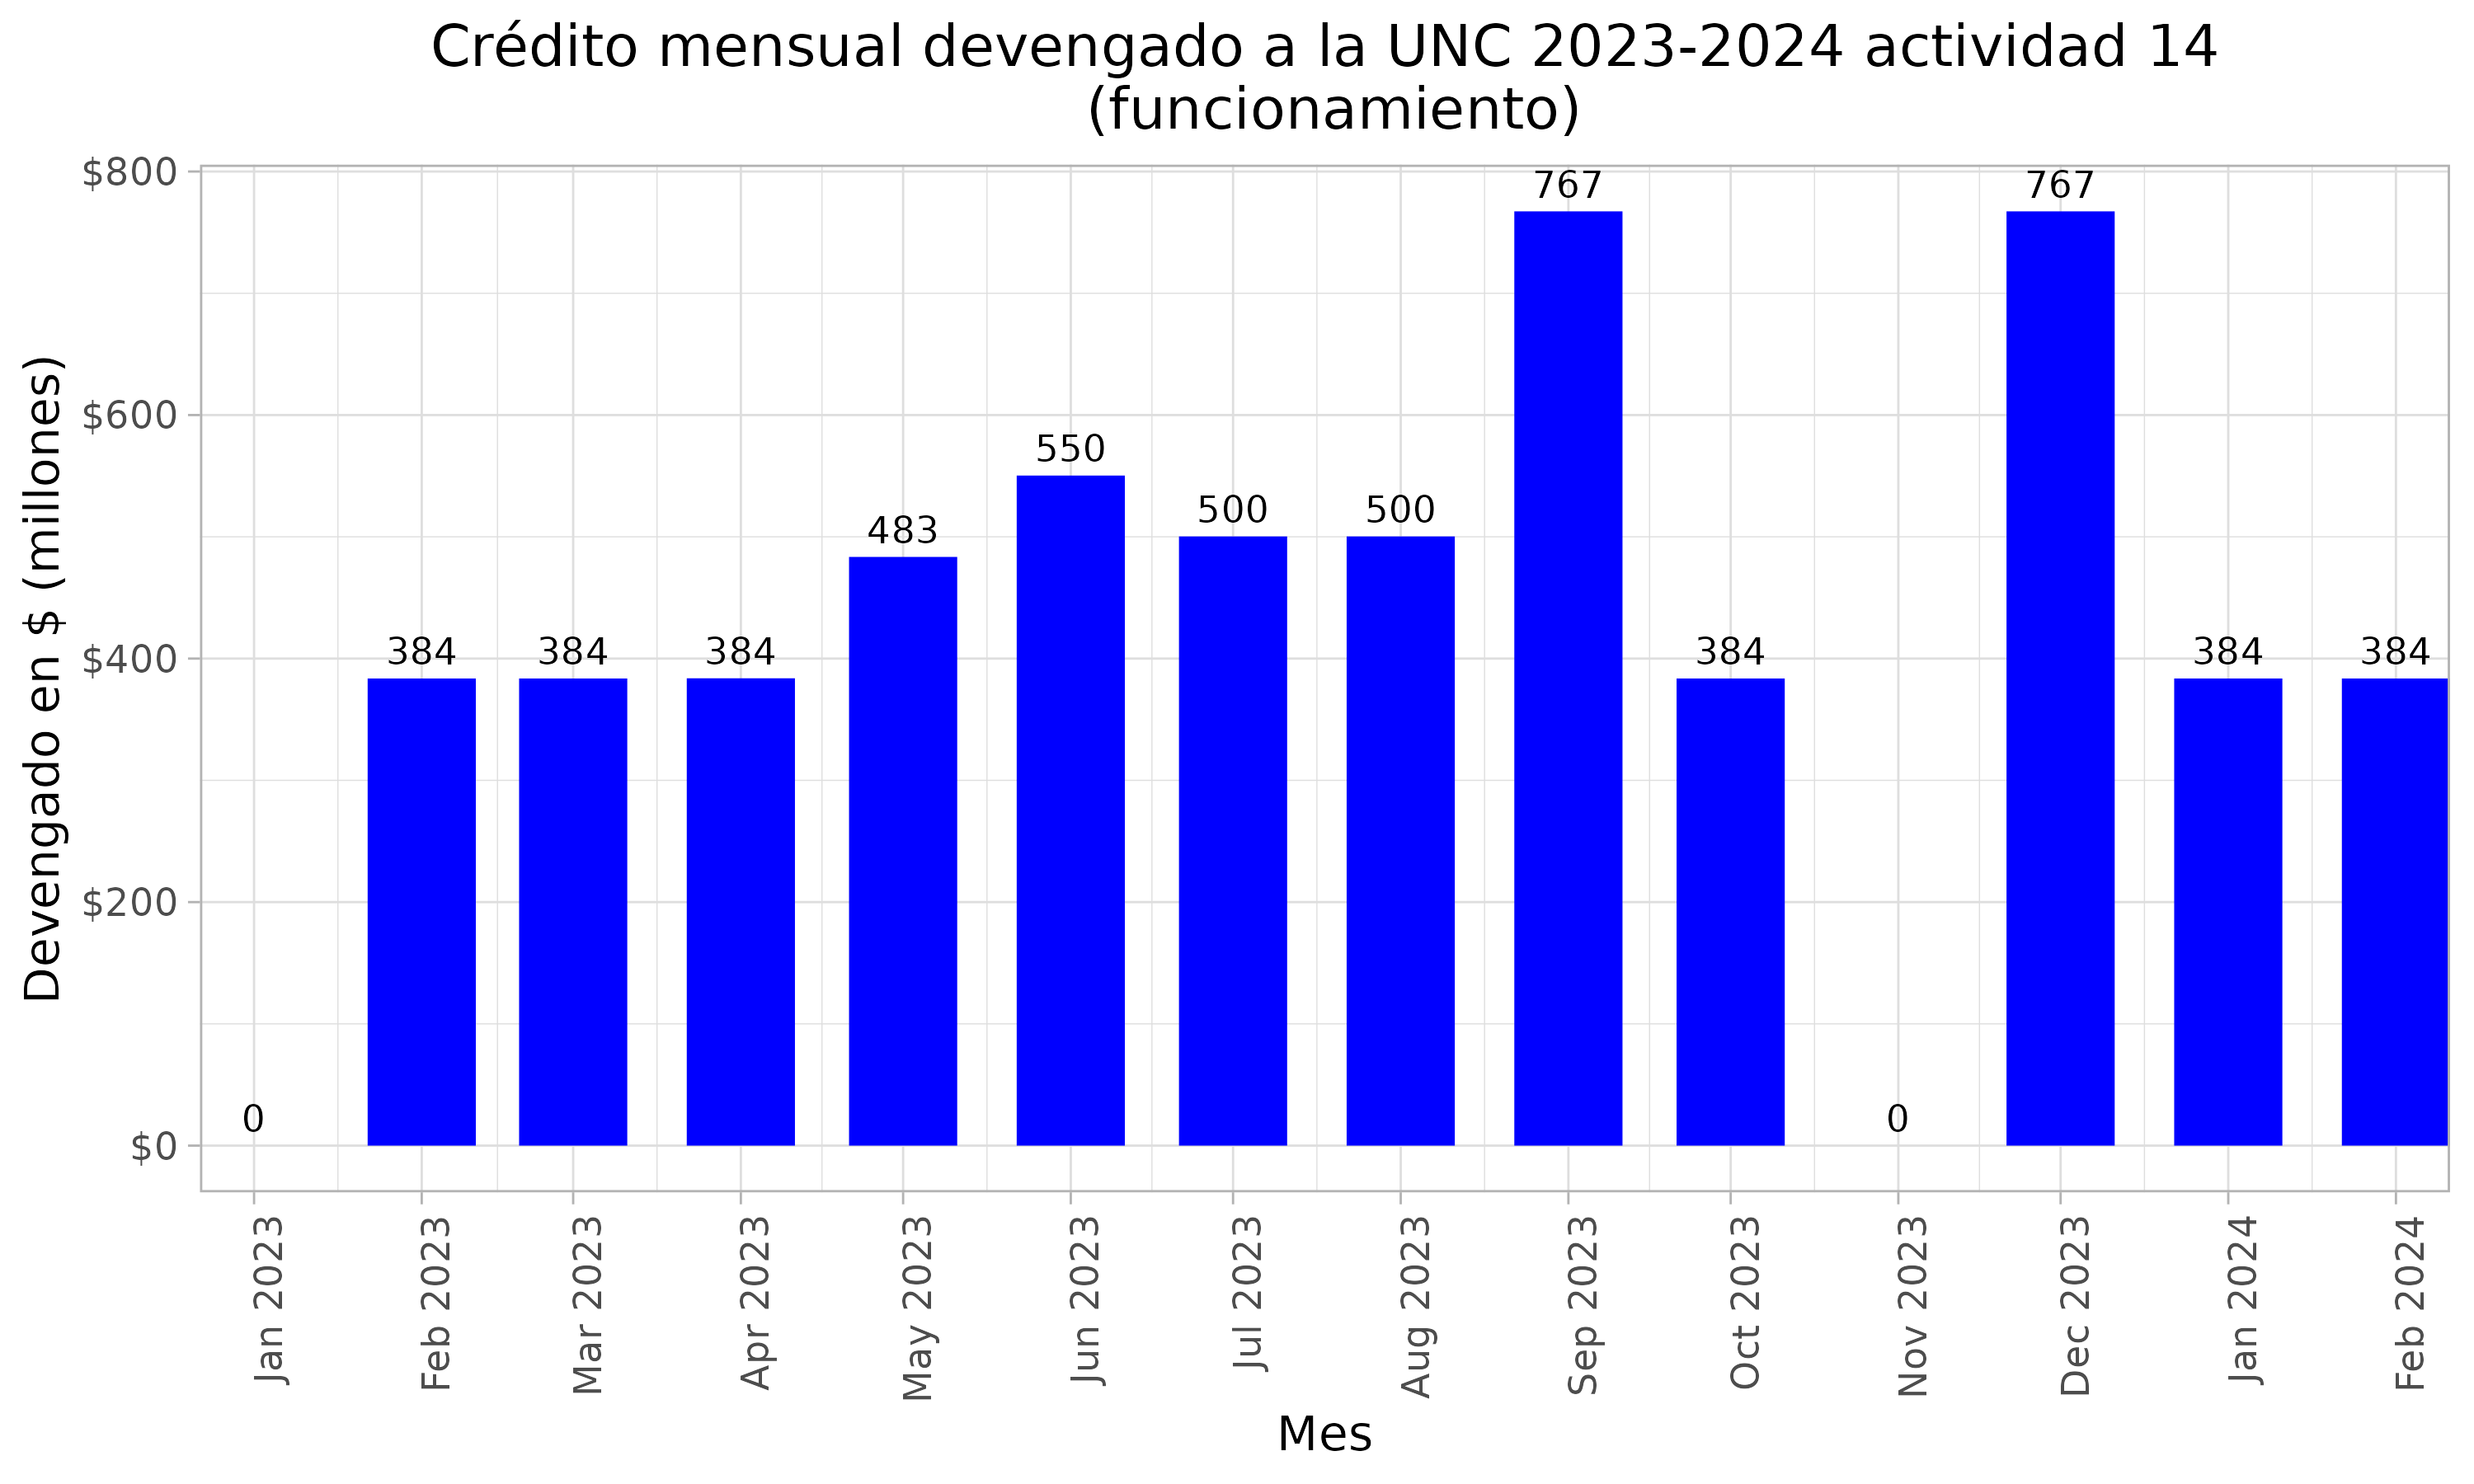 Crédito mensual devengado a la UNC 2023-2024 actividad 14
(funcionamiento)
Devengado en $ (millones)
$800
$600
$400
$200
$0
0
384
384
384
483
550
500
500
767
384
0
767
384
384
Jan 2023
Feb 2023
Mar 2023
Apr 2023
May 2023
Jun 2023
Jul 2023
Aug 2023
Sep 2023
Oct 2023
Nov 2023
Dec 2023
Jan 2024
Feb 2024
Mes